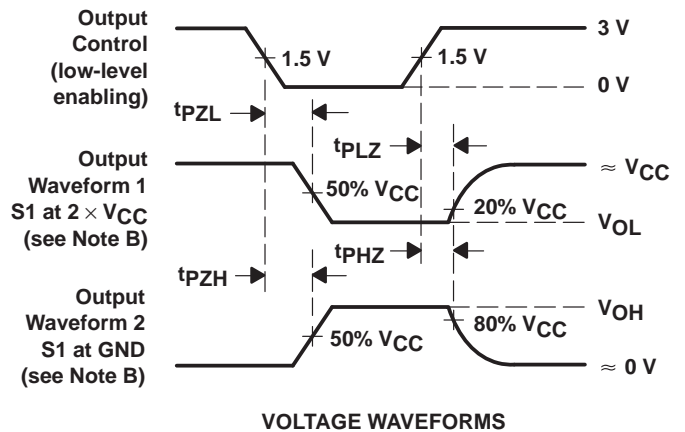 Output
Control
(low-level
enabling)
1.5 V
1.5 V
3 V
0 V
tPZL
tPLZ
Output
Waveform 1
S1 at 2 × VCC
(see Note B)
50% VCC
20% VCC
≈ VCC
VOL
tPZH
tPHZ
Output
Waveform 2
S1 at GND
(see Note B)
50% VCC
80% VCC
VOH
≈ 0 V
VOLTAGE WAVEFORMS